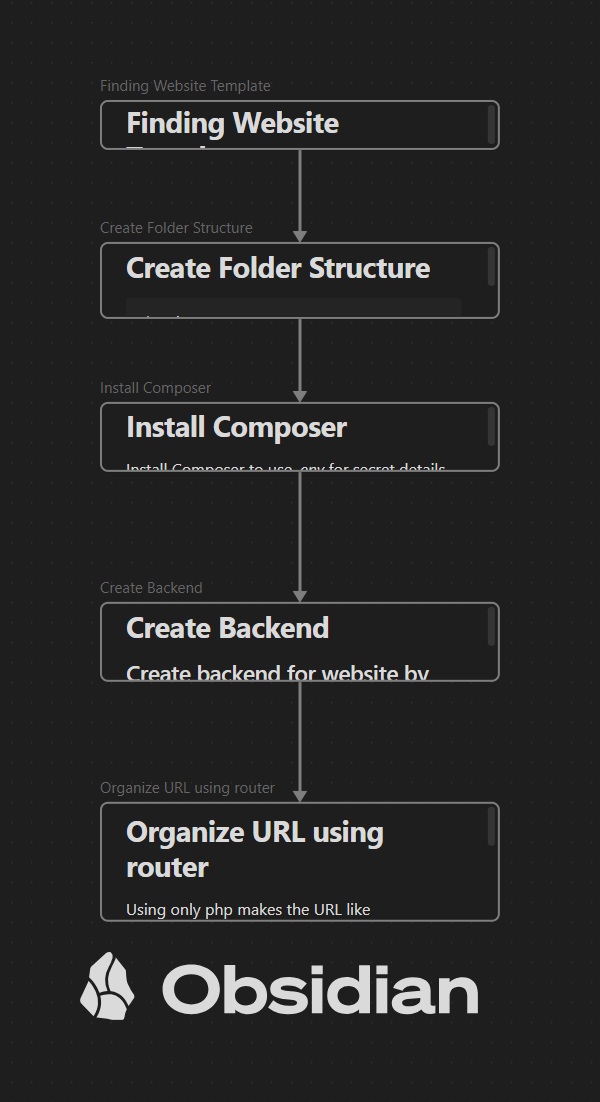 Finding Website Template
Finding Website
Create Folder Structure
Create Folder Structure
Install Composer
Install Composer
Install Composer to use .env for secret details
Create Backend
Create Backend
Create backend for website by
Organize URL using router
Organize URL using
router
Using only php makes the URL like
Obsidian